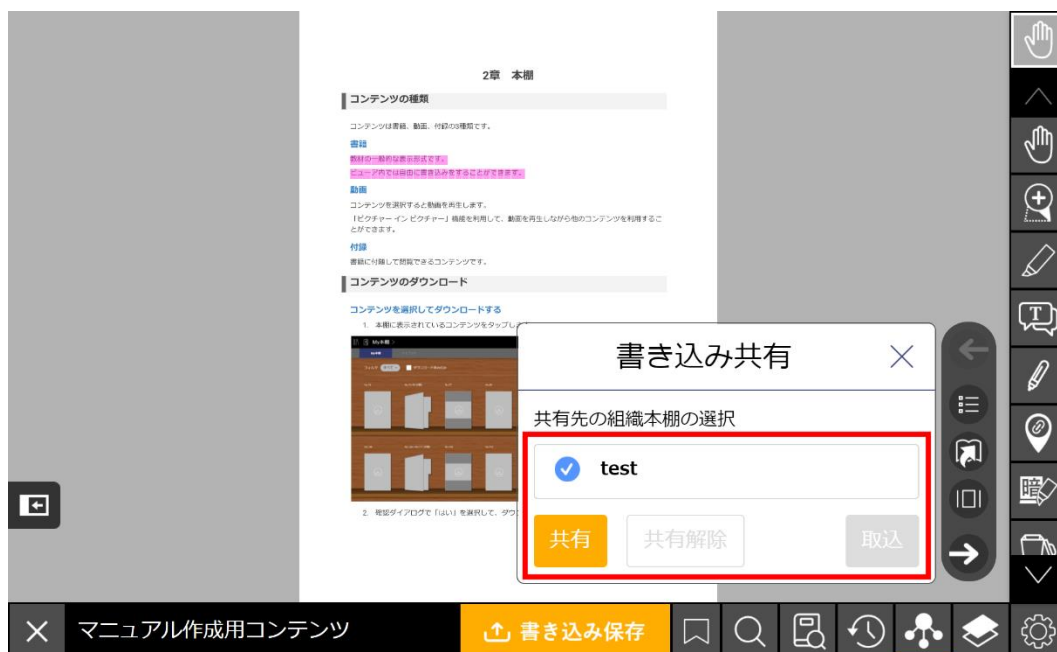 2章 本棚
コンテンツの種類
コンテンツは書籍、動画、付録の3種類です。
書籍
教材の一般的な表示形式です。
ビューア内では自由に書き込みをすることができます。
動画
コンテンツを選択すると動画を再生します。
「ピクチャー イン ピクチャー」機能を利用して、動画を再生しながら他のコンテンツを利用するこ
とができます。
付録
書籍に付属して閲覧できるコンテンツです。
コンテンツのダウンロード
コンテンツを選択してダウンロードする
1. 本棚に表示されているコンテンツをタップし
My本棚
2. 確認ダイアログで「はい」を選択して、ダウン
書き込み共有
共有先の組織本棚の選択
test
共有
共有解除
取込
T
暗
マニュアル作成用コンテンツ
書き込み保存